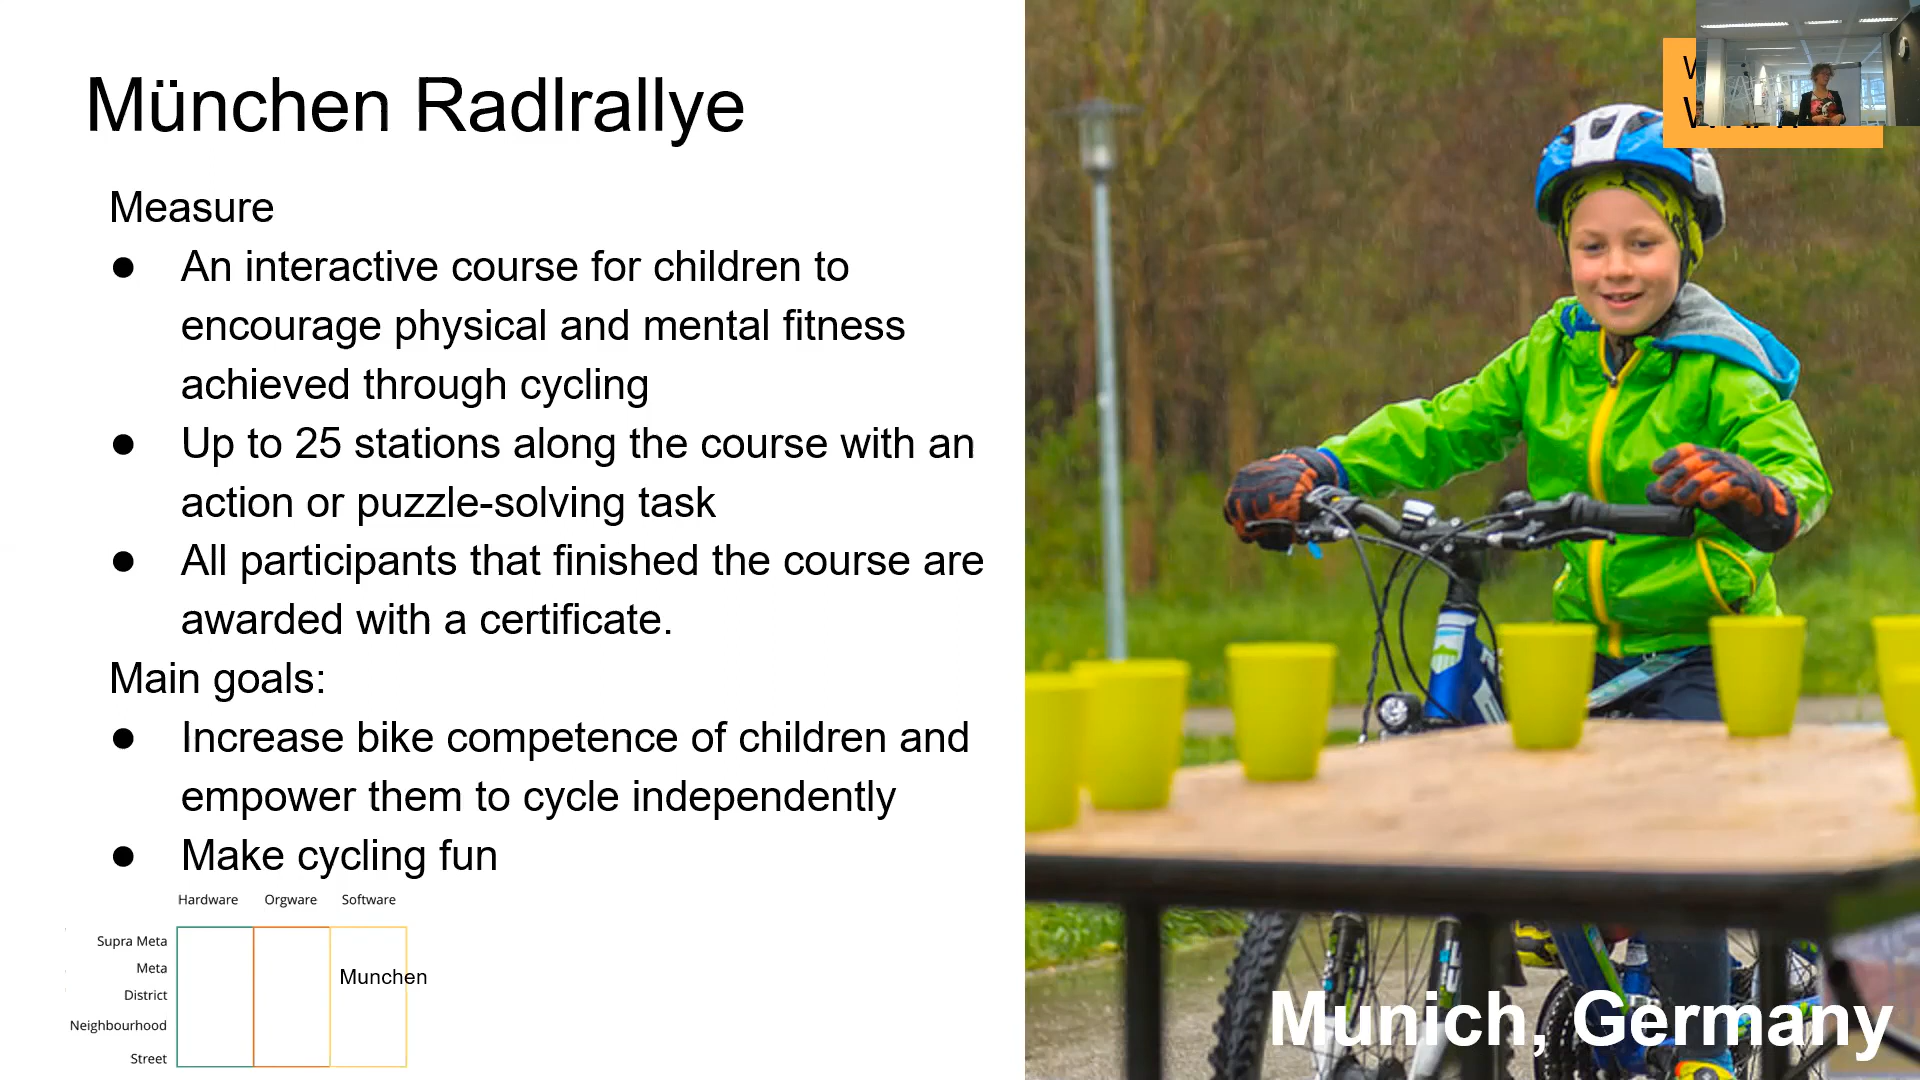 München Radlrallye
Measure
● An interactive course for children to
encourage physical and mental fitness
achieved through cycling
● Up to 25 stations along the course with an
action or puzzle-solving task
● All participants that finished the course are
awarded with a certificate.
Main goals:
● Increase bike competence of children and
empower them to cycle independently
● Make cycling fun
Hardware Orgware Software
Supra Meta
Meta
Munchen
District
Neighbourhood
Street
Munich, Germany